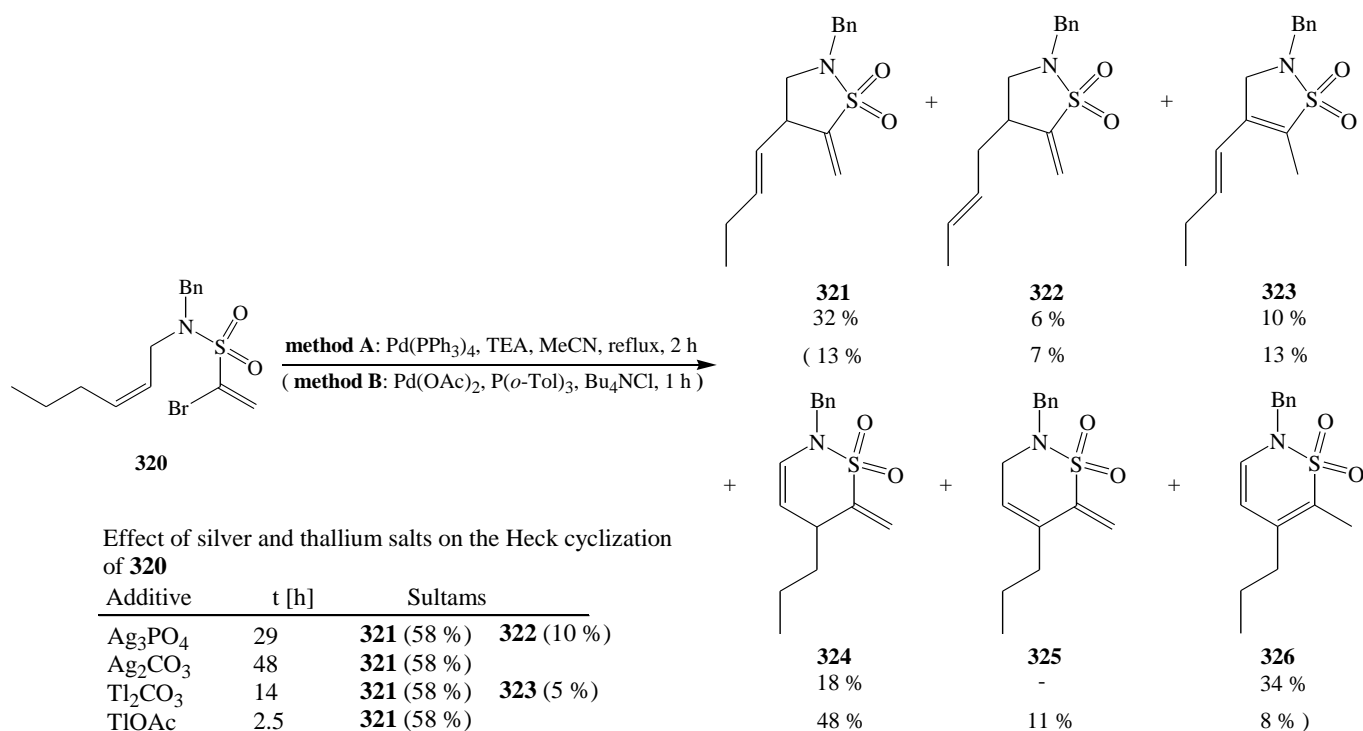 Bn Bn Bn
N S O O + N S O O + N S O O
321 322 323
32 % 6 % 10 %
( 13 % 7 % 13 %
Bn N S O O Br
320
method A: Pd(PPh3)4, TEA, MeCN, reflux, 2 h
( method B: Pd(OAc)2, P(o-Tol)3, Bu4NCl, 1 h )
Bn Bn Bn
+ N S O O + N S O O + N S O O
324 325 326
18 % - 34 %
48 % 11 % 8 % )
Effect of silver and thallium salts on the Heck cyclization
of 320
Additive t [h] Sultams
Ag3PO4 29 321 (58 %) 322 (10 %)
Ag2CO3 48 321 (58 %)
Tl2CO3 14 321 (58 %) 323 (5 %)
TlOAc 2.5 321 (58 %)